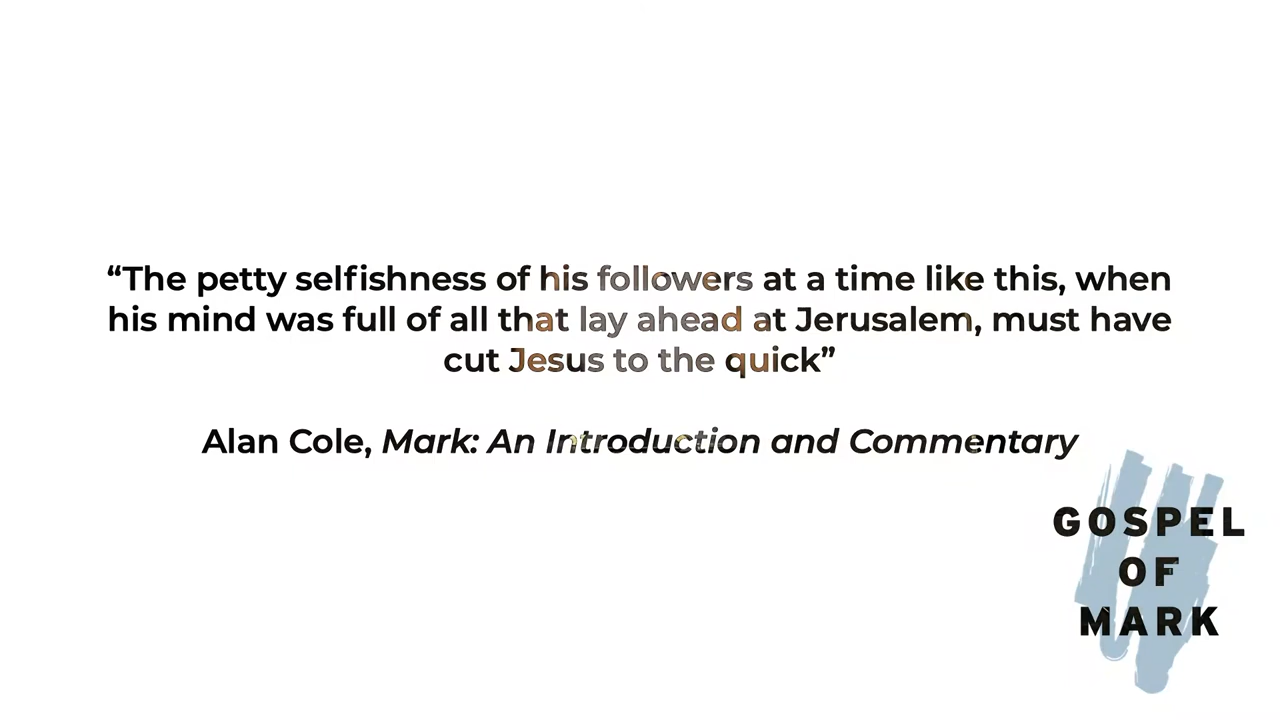 “The petty selfishness of his followers at a time like this, when
his mind was full of all that lay ahead at Jerusalem, must have
cut Jesus to the quick”
Alan Cole, Mark: An Introduction and Commentary
GOSPEL
OF
MARK